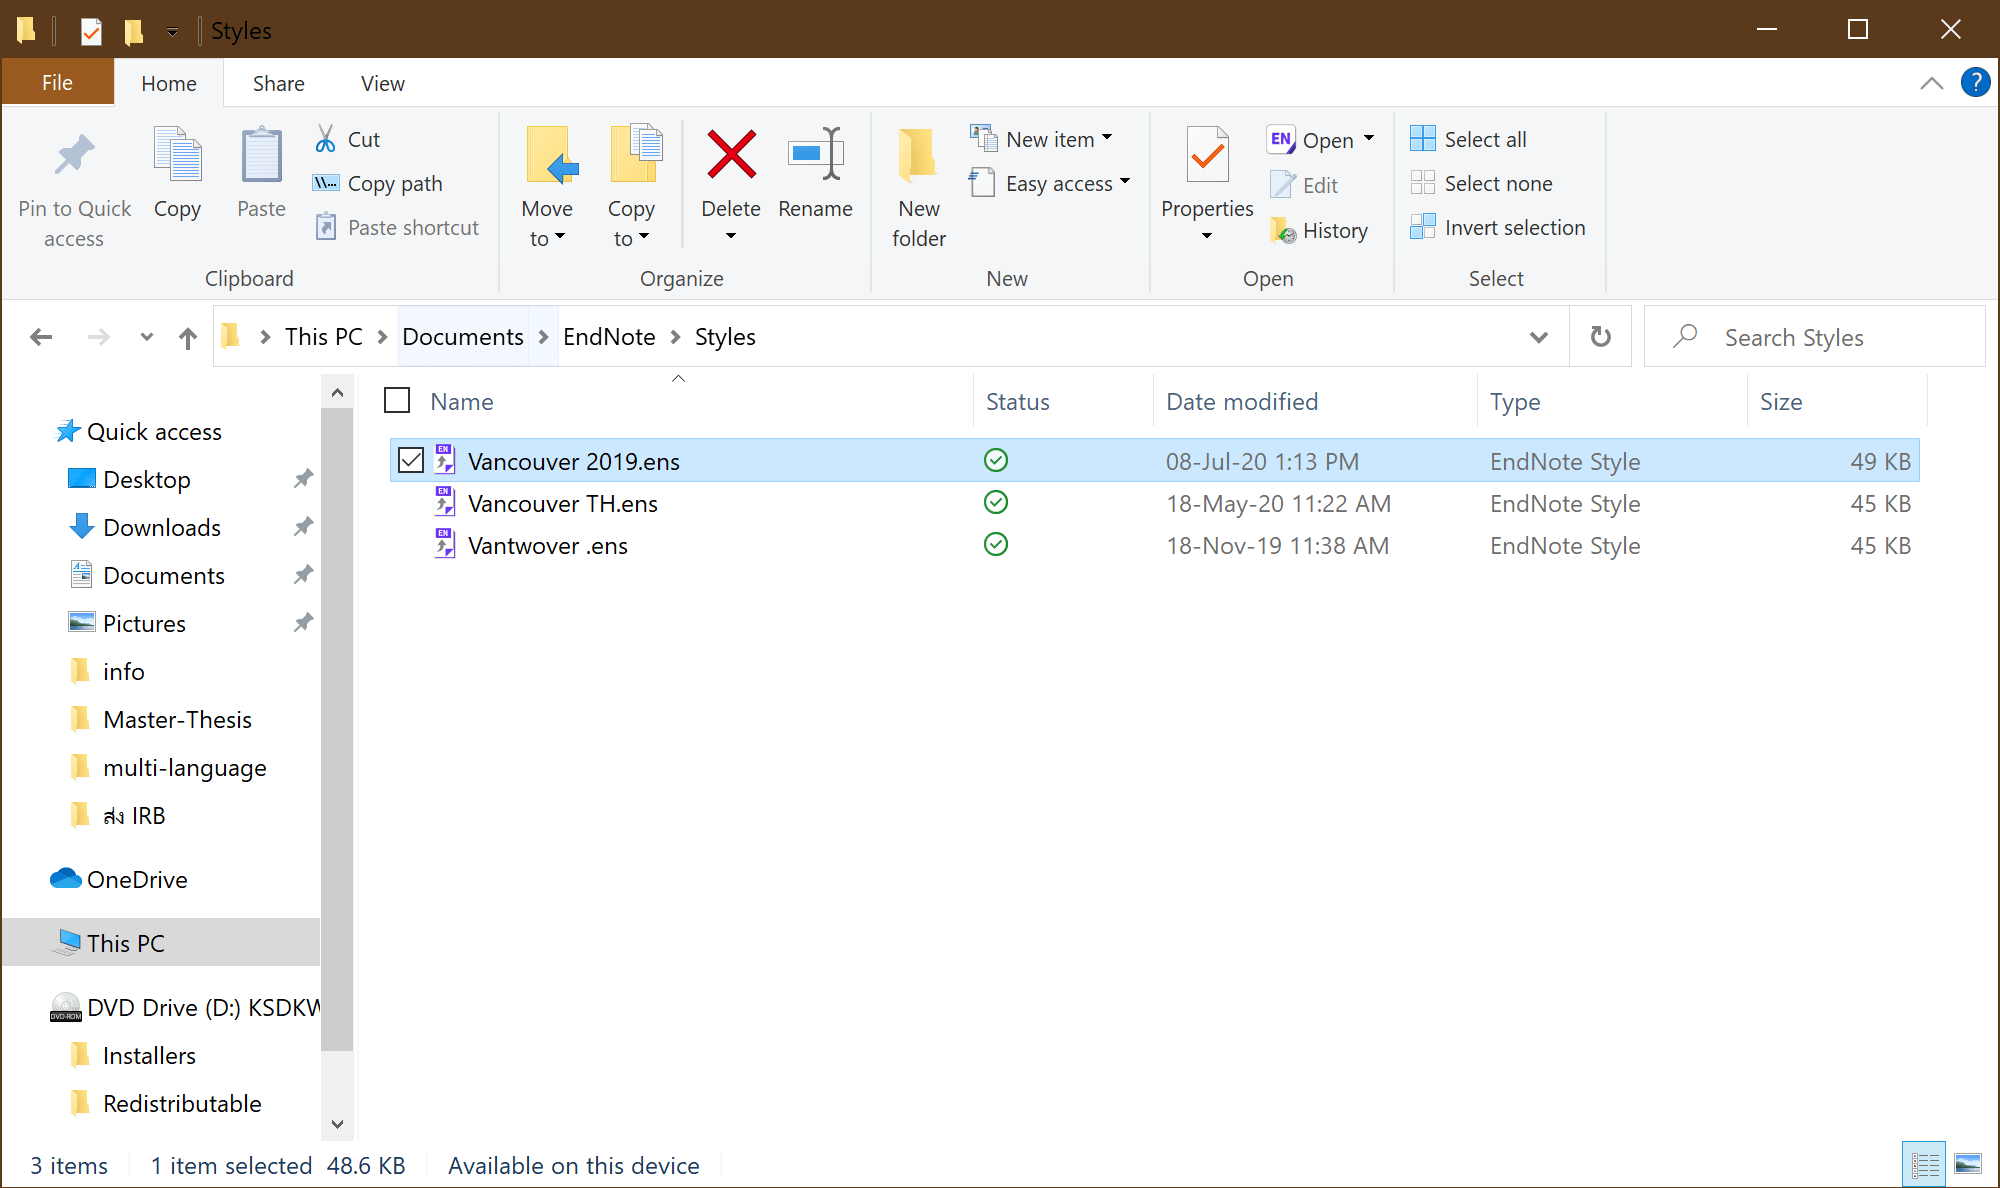 Styles
File Home Share View
Pin to Quick access
Copy
Paste
Cut
Copy path
Paste shortcut
Clipboard
Move to
Copy to
Delete
Rename
Organize
New folder
New item
Easy access
New
Properties
EN Open
Edit
History
Open
Select all
Select none
Invert selection
Select
This PC Documents EndNote Styles
Search Styles
Name Status Date modified Type Size
Vancouver 2019.ens 08-Jul-20 1:13 PM EndNote Style 49 KB
Vancouver TH.ens 18-May-20 11:22 AM EndNote Style 45 KB
Vantwover .ens 18-Nov-19 11:38 AM EndNote Style 45 KB
Quick access
Desktop
Downloads
Documents
Pictures
info
Master-Thesis
multi-language
ส่ง IRB
OneDrive
This PC
DVD Drive (D:) KSDKW
Installers
Redistributable
3 items 1 item selected 48.6 KB Available on this device